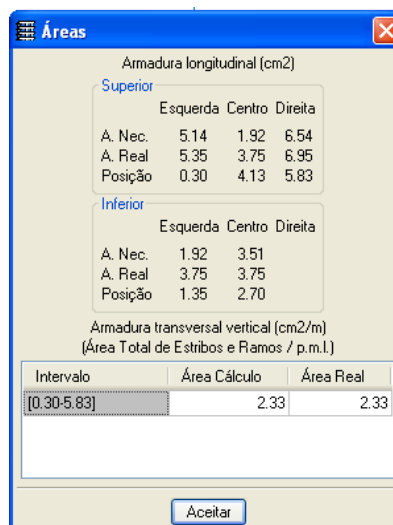 Áreas
Armadura longitudinal (cm2)
Superior
Esquerda Centro Direita
A. Nec. 5.14 1.92 6.54
A. Real 5.35 3.75 6.95
Posição 0.30 4.13 5.83
Inferior
Esquerda Centro Direita
A. Nec. 1.92 3.51
A. Real 3.75 3.75
Posição 1.35 2.70
Armadura transversal vertical (cm2/m)
(Área Total de Estribos e Ramos / p.m.l.)
Intervalo Área Cálculo Área Real
[0.30-5.83] 2.33 2.33
Aceitar